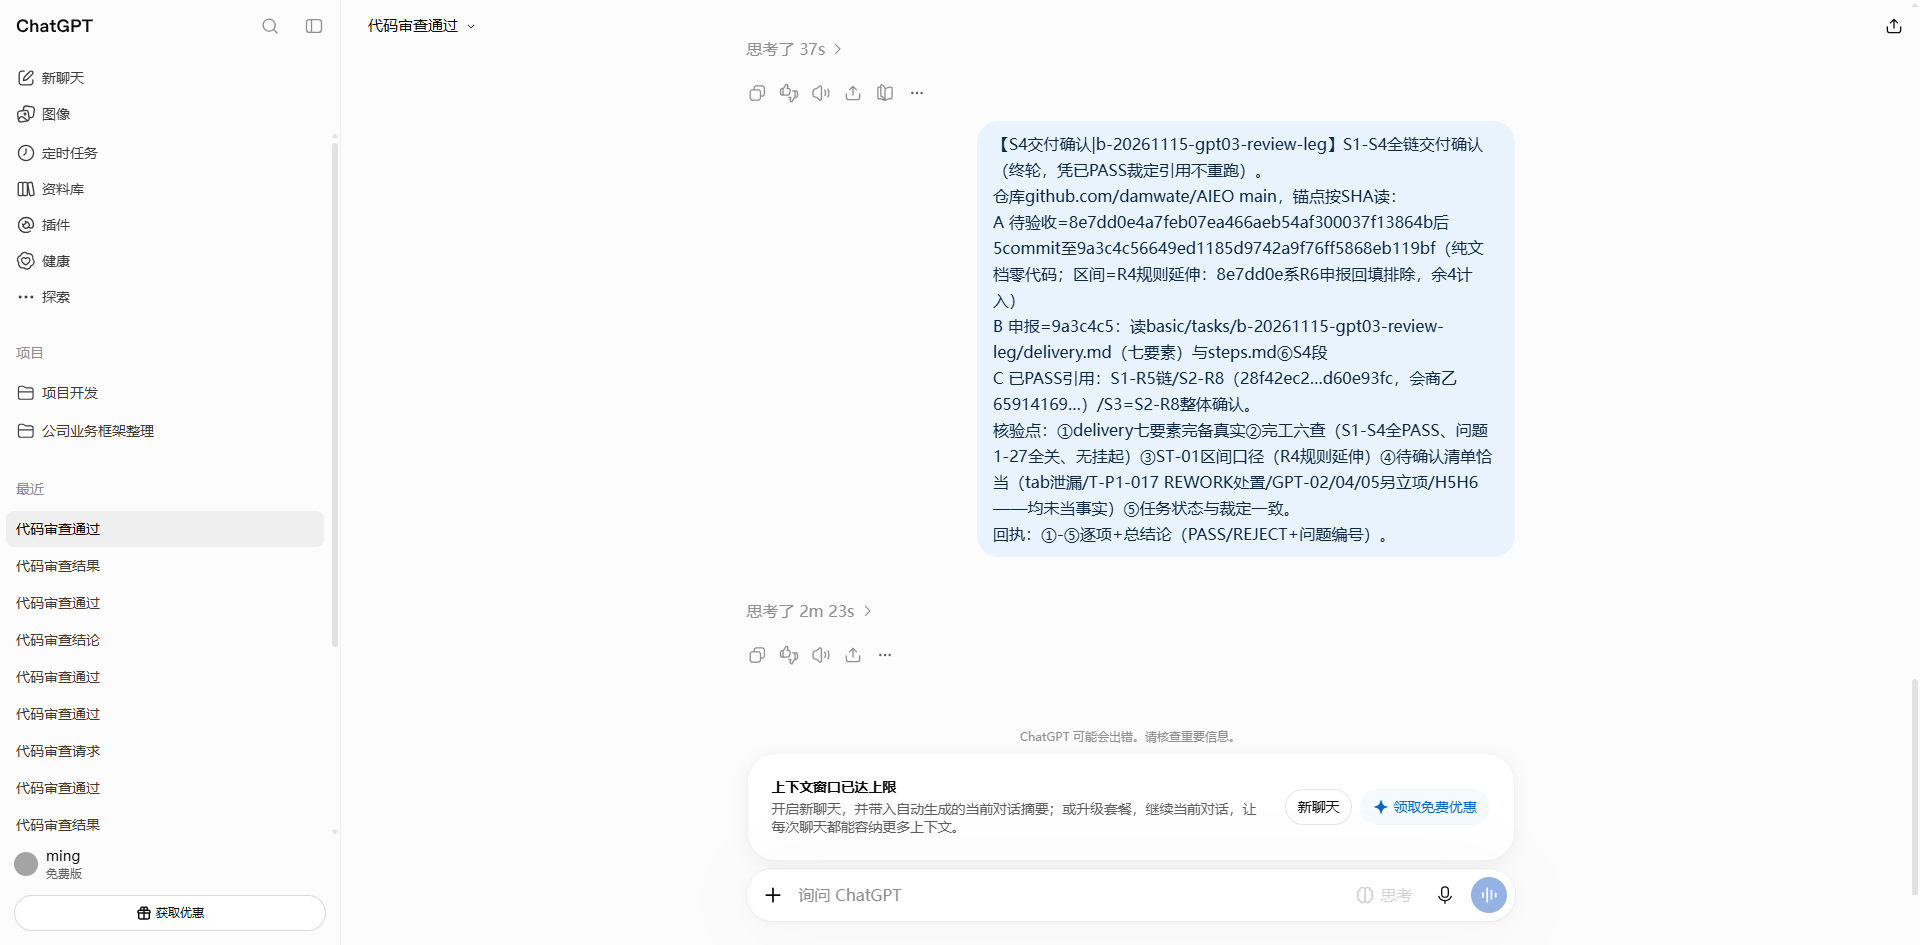 ChatGPT
新聊天
图像
定时任务
资料库
插件
健康
探索
项目
项目开发
公司业务框架整理
最近
代码审查通过
代码审查结果
代码审查通过
代码审查结论
代码审查通过
代码审查通过
代码审查请求
代码审查通过
代码审查结果
ming
免费版
获取优惠
代码审查通过
思考了 37s
【S4交付确认|b-20261115-gpt03-review-leg】S1-S4全链交付确认
（终轮，凭已PASS裁定引用不重跑）。
仓库github.com/damwate/AIEO main，锚点按SHA读：
A 待验收=8e7dd0e4a7feb07ea466aeb54af300037f13864b后
5commit至9a3c4c56649ed1185d9742a9f76ff5868eb119bf（纯文
档零代码；区间=R4规则延伸：8e7dd0e系R6申报回填排除，余4计
入）
B 申报=9a3c4c5：读basic/tasks/b-20261115-gpt03-review-
leg/delivery.md（七要素）与steps.md⑥S4段
C 已PASS引用：S1-R5链/S2-R8（28f42ec2...d60e93fc，会商乙
65914169...）/S3=S2-R8整体确认。
核验点：①delivery七要素完备真实②完工六查（S1-S4全PASS、问题
1-27全关、无挂起）③ST-01区间口径（R4规则延伸）④待确认清单恰
当（tab泄漏/T-P1-017 REWORK处置/GPT-02/04/05另立项/H5H6
——均未当事实）⑤任务状态与裁定一致。
回执：①-⑤逐项+总结论（PASS/REJECT+问题编号）。
思考了 2m 23s
ChatGPT 可能会出错。请核查重要信息。
上下文窗口已达上限
开启新聊天，并带入自动生成的当前对话摘要；或升级套餐，继续当前对话，让
每次聊天都能容纳更多上下文。
新聊天
领取免费优惠
询问 ChatGPT
思考